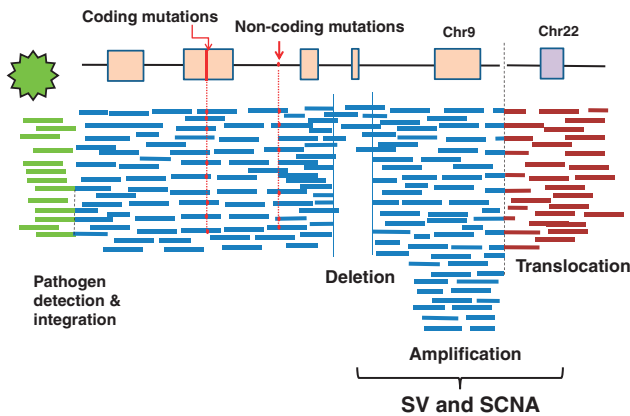 Coding mutations
Non-coding mutations
Chr9
Chr22
Pathogen
detection &
integration
Deletion
Translocation
Amplification
SV and SCNA